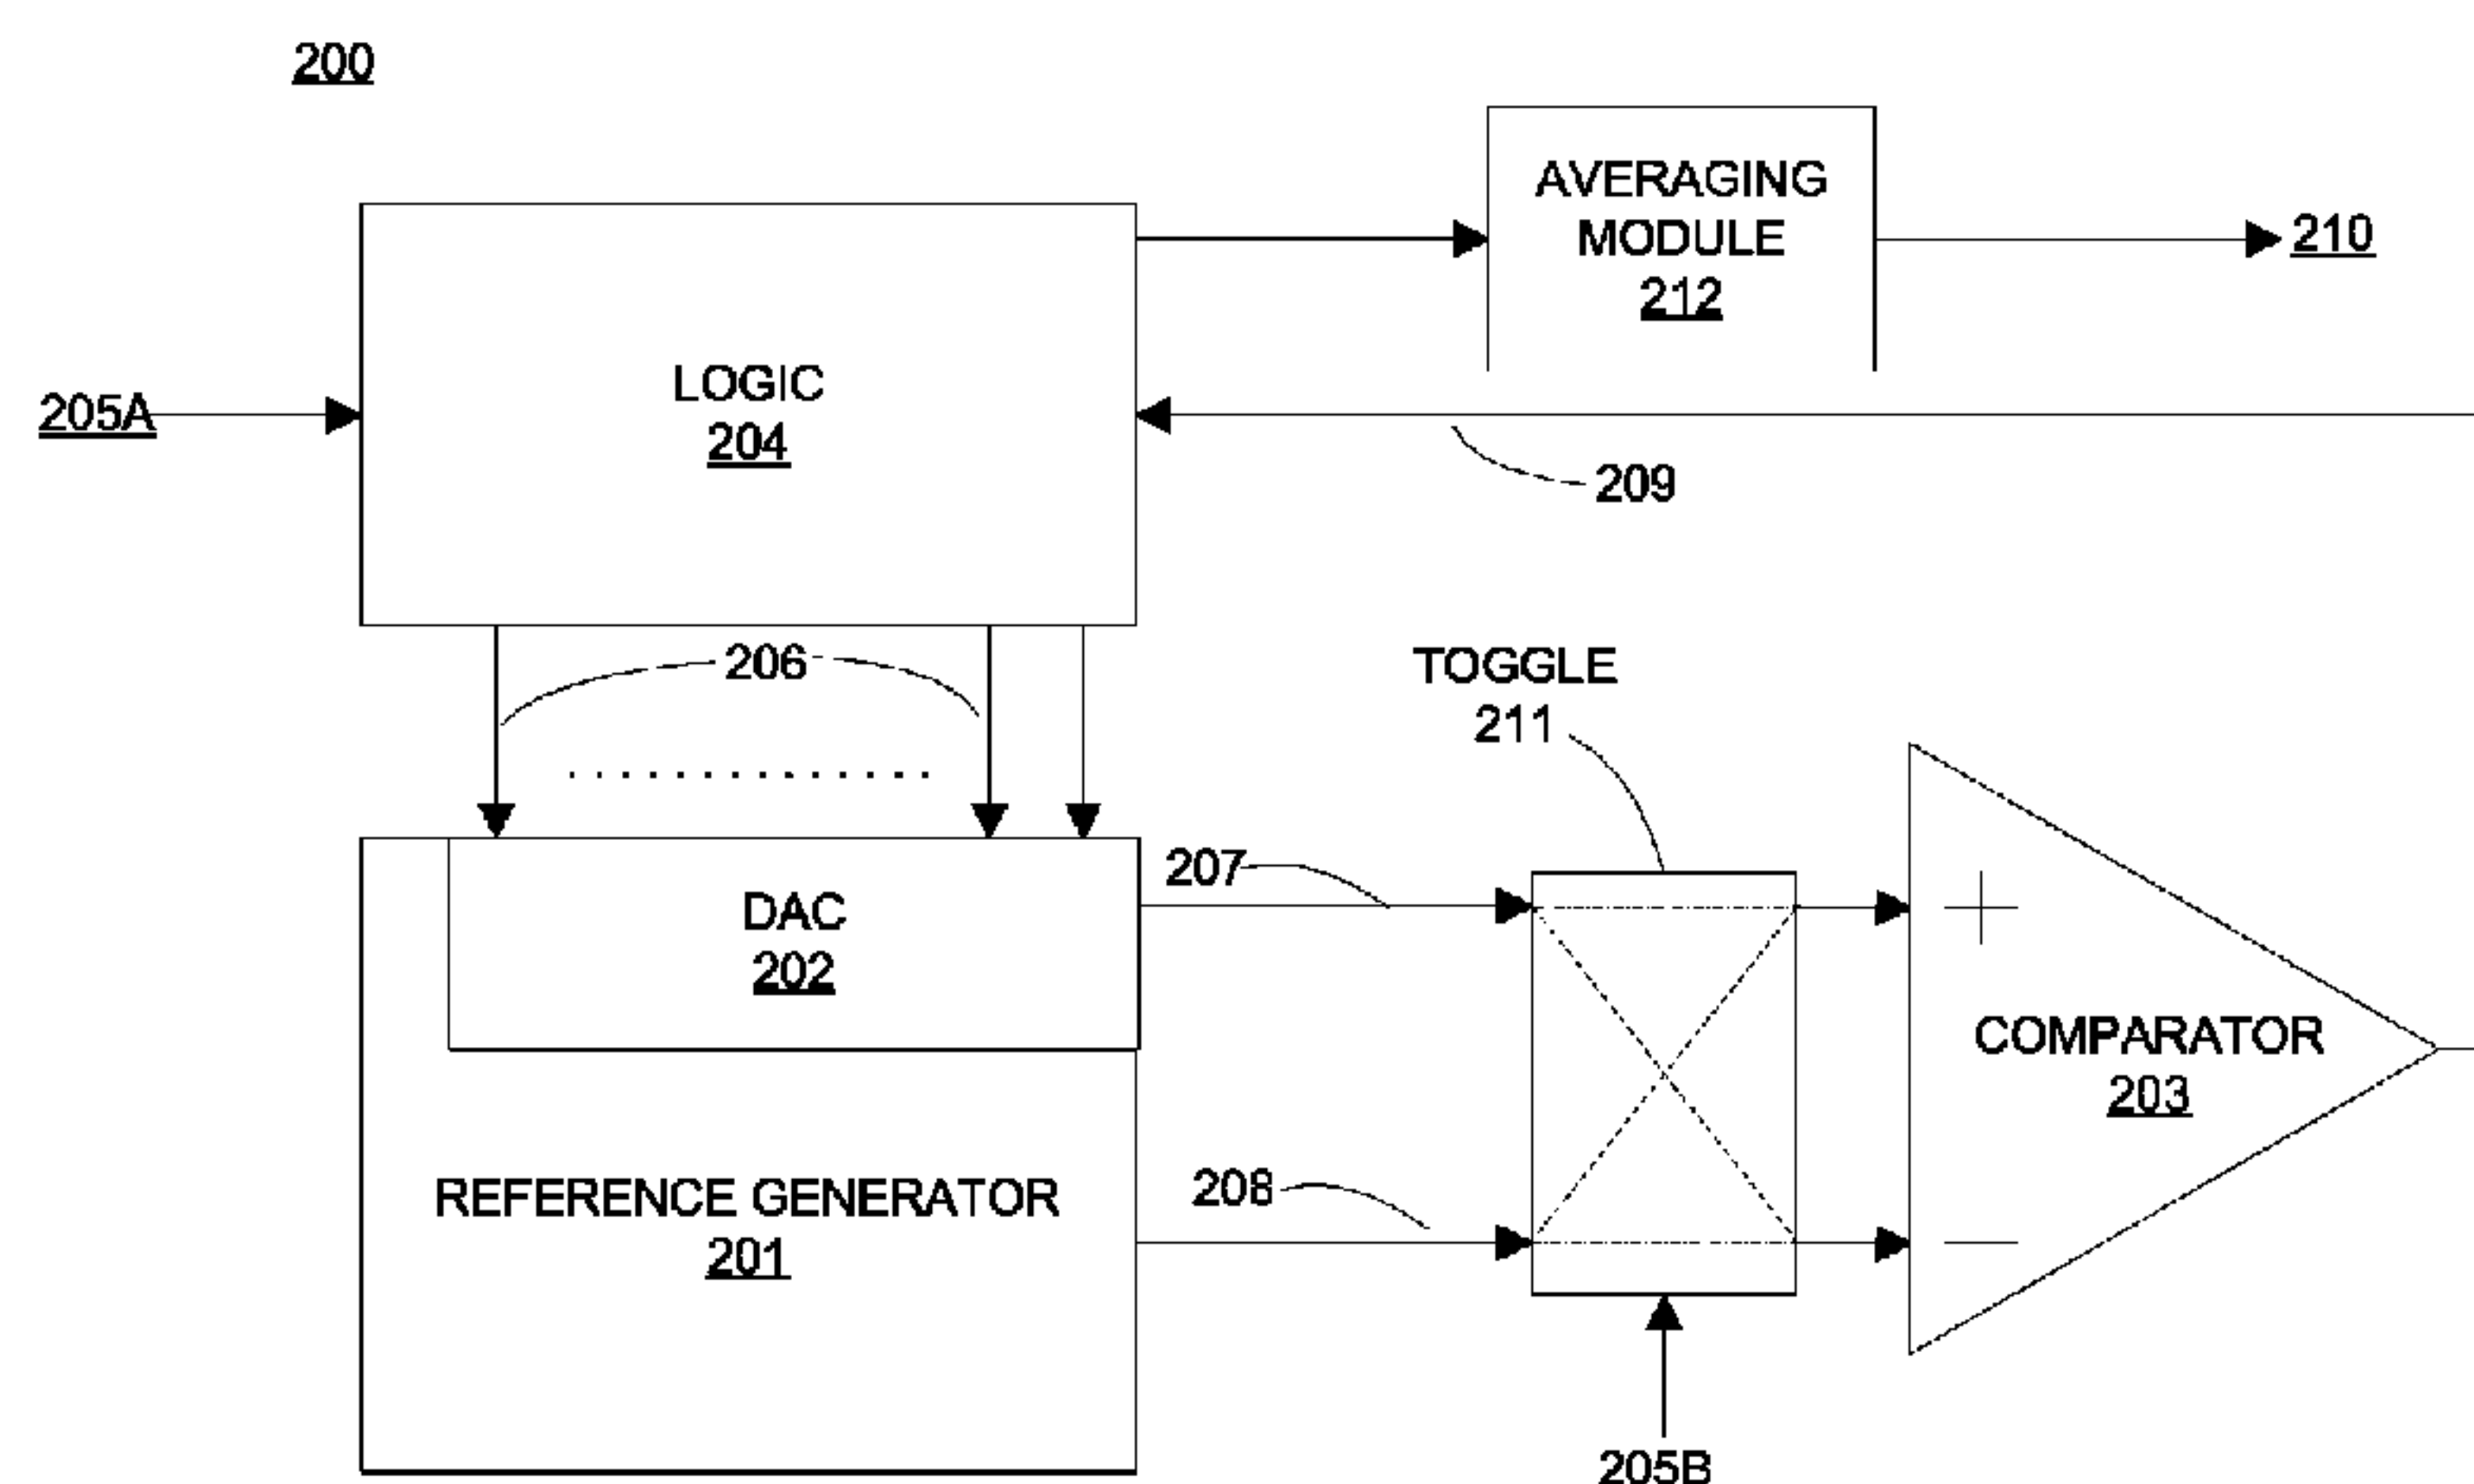 200
AVERAGING
MODULE
212
210
LOGIC
204
205A
209
206
TOGGLE
211
207
DAC
202
+
COMPARATOR
203
208
−
REFERENCE GENERATOR
201
205B